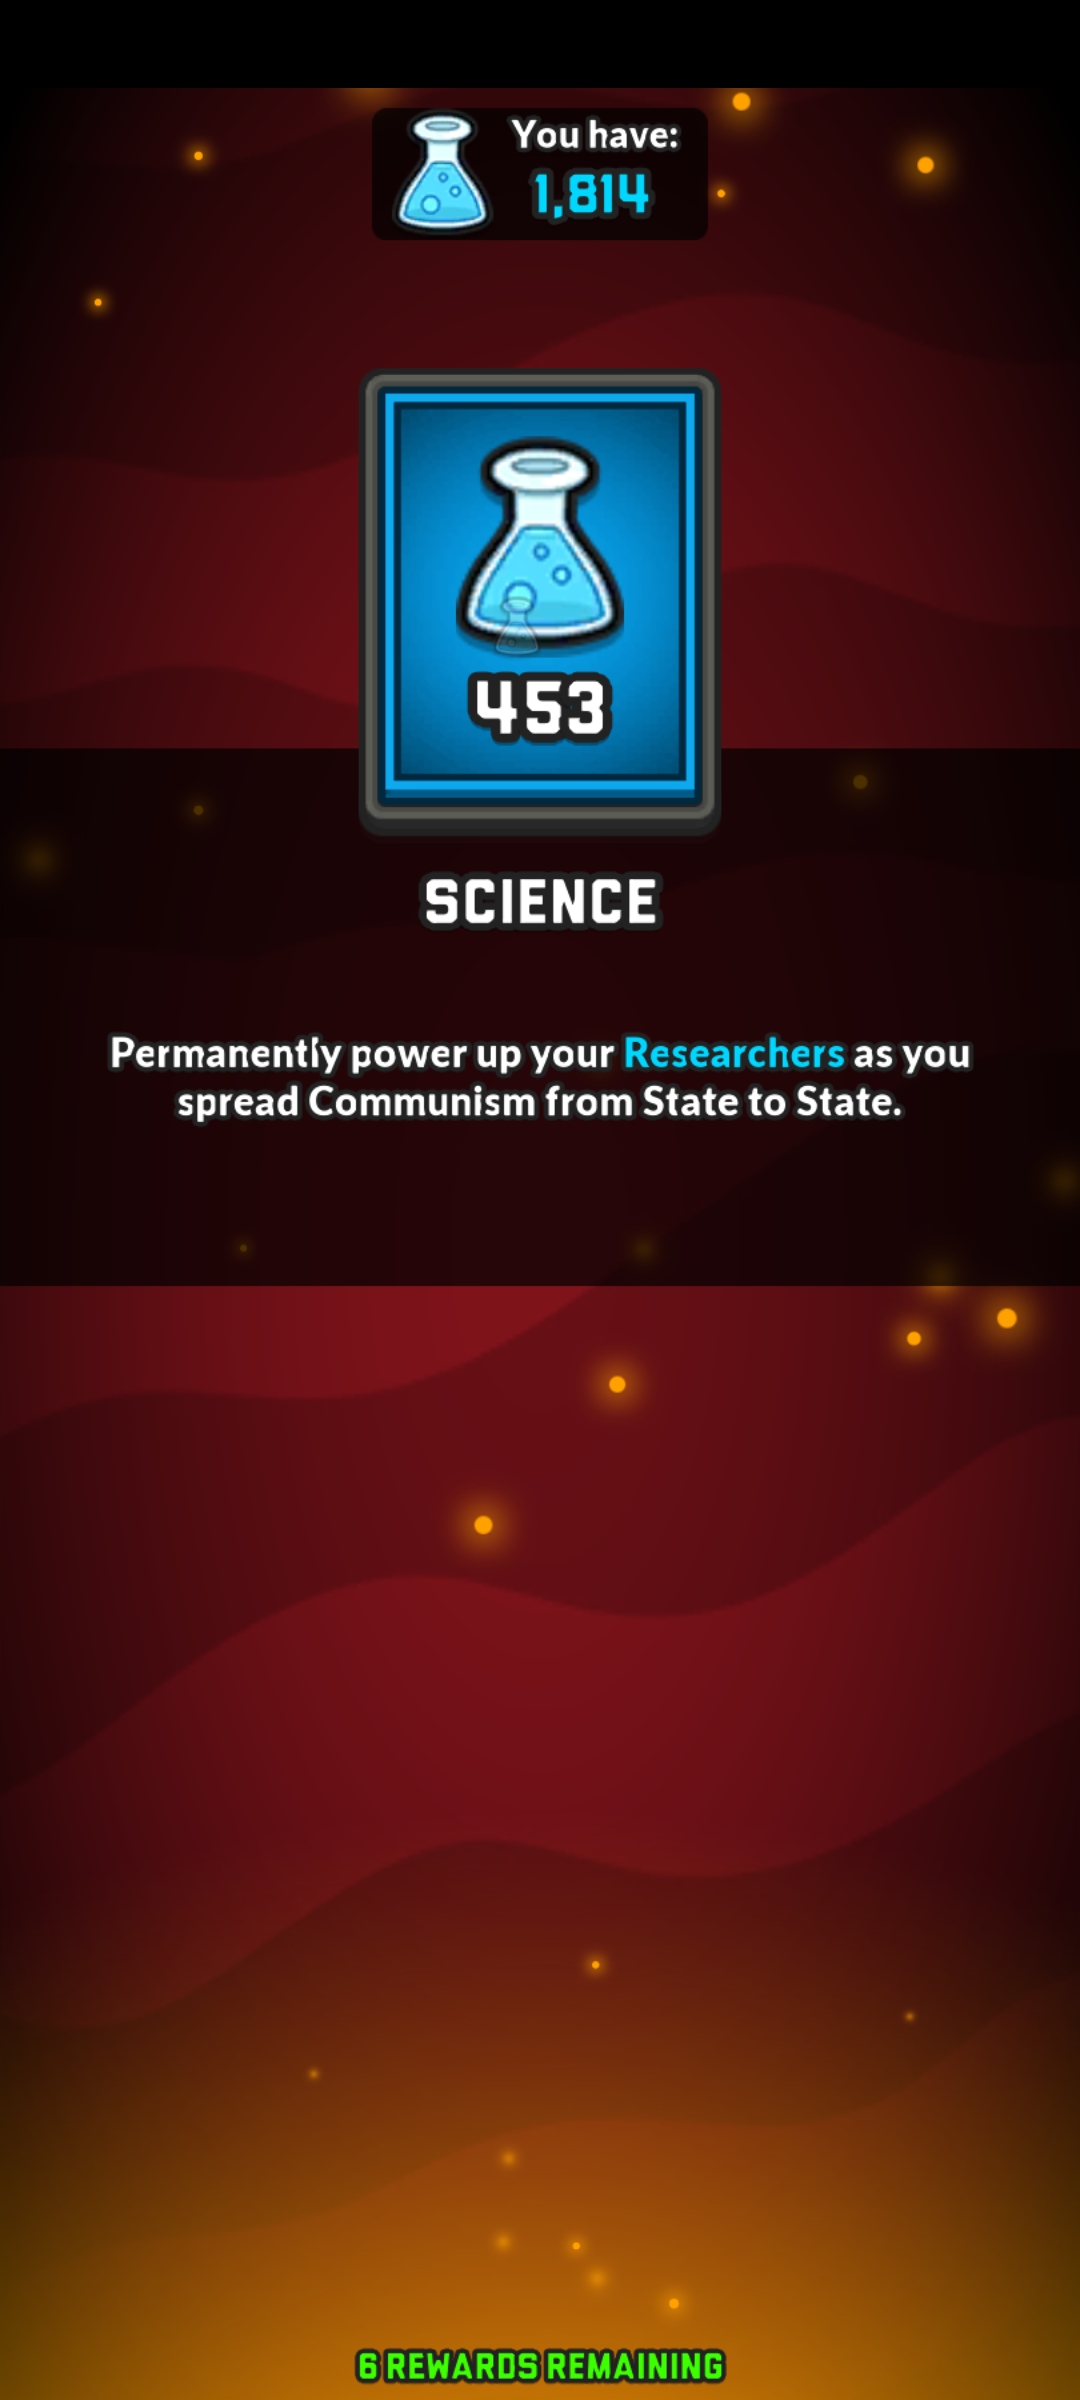 You have:
1,814
453
SCIENCE
Permanently power up your Researchers as you
spread Communism from State to State.
6 REWARDS REMAINING